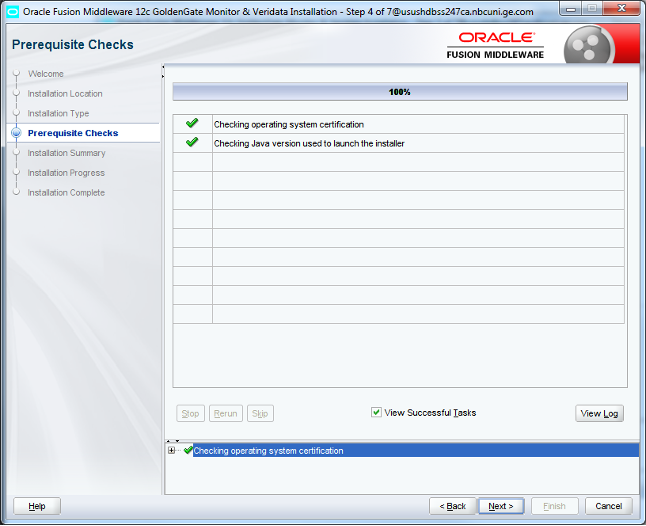 Oracle Fusion Middleware 12c GoldenGate Monitor & Veridata Installation - Step 4 of 7@usushdbss247ca.nbcuni.ge.com
Prerequisite Checks
ORACLE
FUSION MIDDLEWARE
Welcome
Installation Location
Installation Type
Prerequisite Checks
Installation Summary
Installation Progress
Installation Complete
100%
Checking operating system certification
Checking Java version used to launch the installer
Stop Rerun Skip View Successful Tasks View Log
Checking operating system certification
Help < Back Next > Finish Cancel